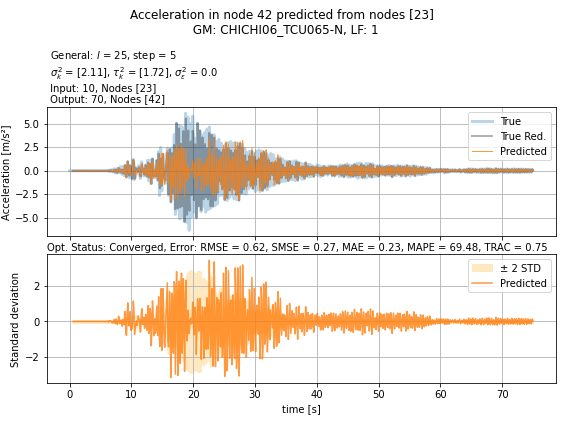 Acceleration in node 42 predicted from nodes [23]
GM: CHICHI06_TCU065-N, LF: 1
General: l = 25, step = 5
σ²ₖ = [2.11], τ²ₖ = [1.72], σ²ε = 0.0
Input: 10, Nodes [23]
Output: 70, Nodes [42]
Acceleration [m/s²]
5.0
2.5
0.0
−2.5
−5.0
True
True Red.
Predicted
Opt. Status: Converged, Error: RMSE = 0.62, SMSE = 0.27, MAE = 0.23, MAPE = 69.48, TRAC = 0.75
Standard deviation
2
0
−2
± 2 STD
Predicted
0 10 20 30 40 50 60 70
time [s]